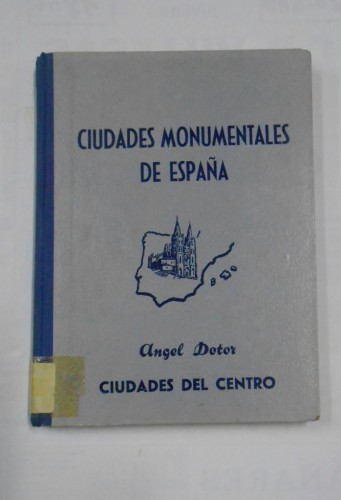 CIUDADES MONUMENTALES
DE ESPAÑA
Angel Dotor
CIUDADES DEL CENTRO